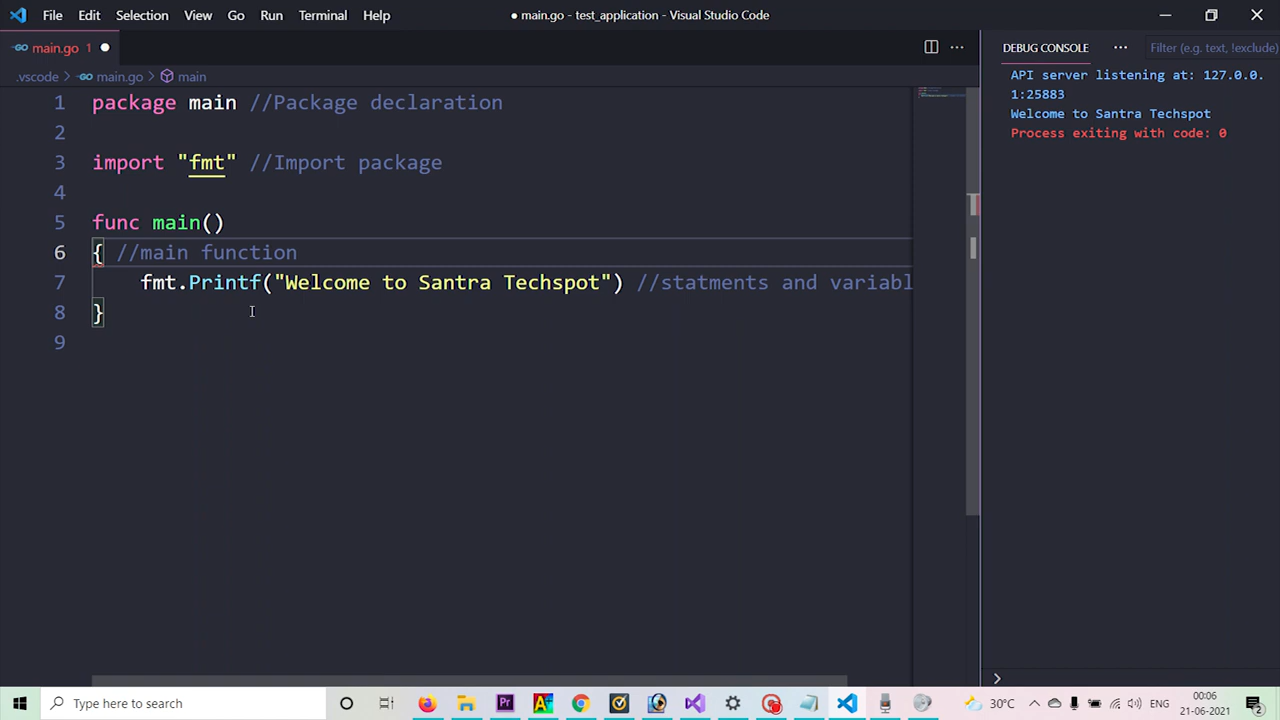 File Edit Selection View Go Run Terminal Help ● main.go - test_application - Visual Studio Code
main.go 1
DEBUG CONSOLE Filter (e.g. text, !exclude)
.vscode > main.go > main
1 package main //Package declaration
2
3 import "fmt" //Import package
4
5 func main()
6 { //main function
7 fmt.Printf("Welcome to Santra Techspot") //statments and variabl
8 }
9
API server listening at: 127.0.0.
1:25883
Welcome to Santra Techspot
Process exiting with code: 0
>
Type here to search
30°C ENG 00:06
21-06-2021 2